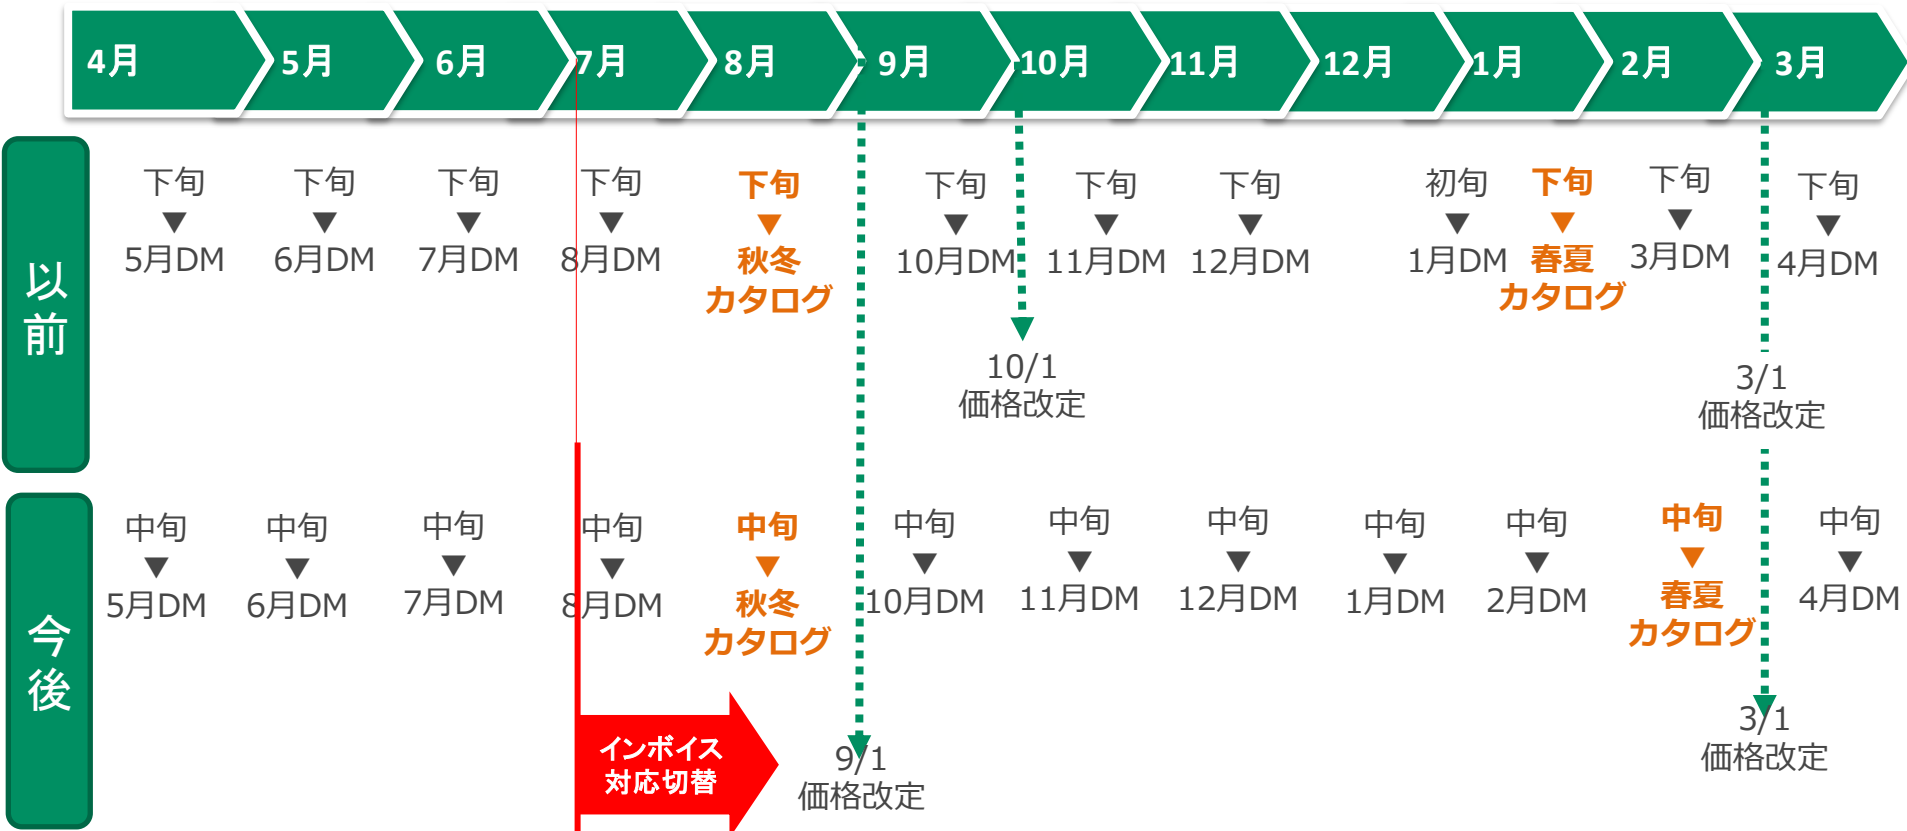 4月 5月 6月 7月 8月 9月 10月 11月 12月 1月 2月 3月
以前
下旬 下旬 下旬 下旬 下旬 下旬 下旬 下旬 初旬 下旬 下旬 下旬
▼ ▼ ▼ ▼ ▼ ▼ ▼ ▼ ▼ ▼ ▼ ▼
5月DM 6月DM 7月DM 8月DM 秋冬 10月DM 11月DM 12月DM 1月DM 春夏 3月DM 4月DM
カタログ カタログ
10/1 3/1
価格改定 価格改定
今後
中旬 中旬 中旬 中旬 中旬 中旬 中旬 中旬 中旬 中旬 中旬 中旬
▼ ▼ ▼ ▼ ▼ ▼ ▼ ▼ ▼ ▼ ▼ ▼
5月DM 6月DM 7月DM 8月DM 秋冬 10月DM 11月DM 12月DM 1月DM 2月DM 春夏 4月DM
カタログ カタログ
インボイス 9/1 3/1
対応切替 価格改定 価格改定